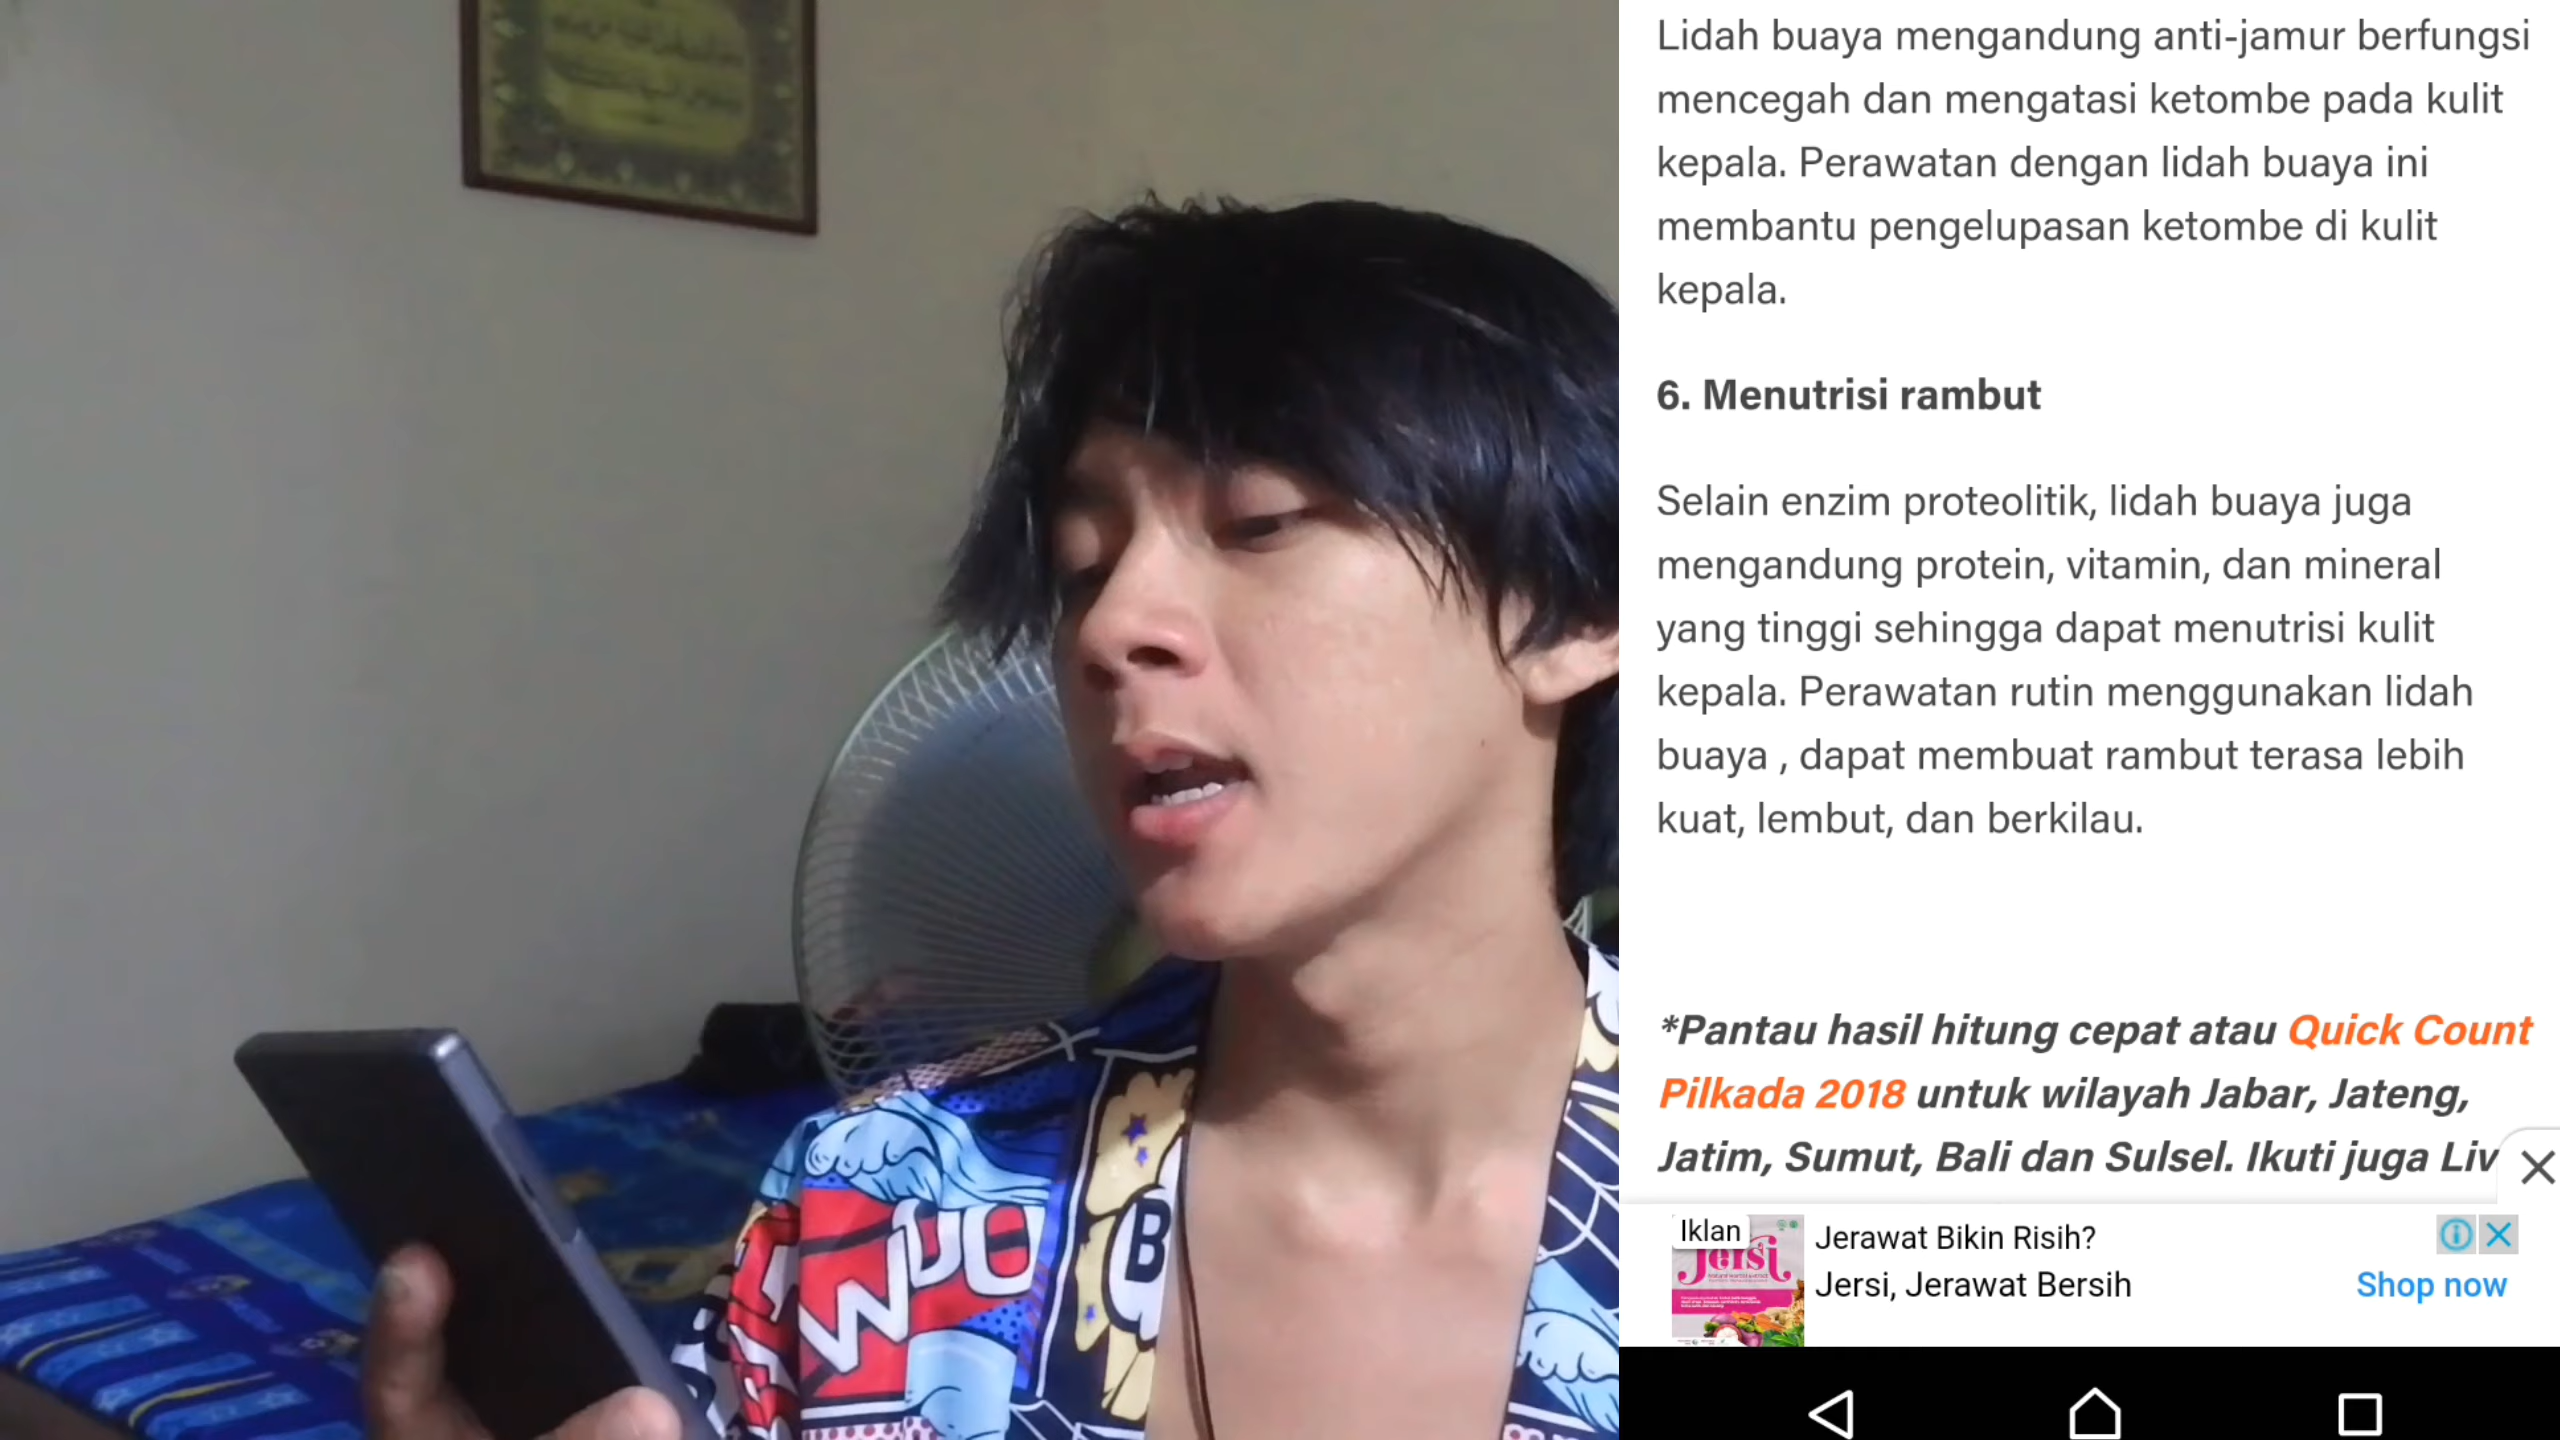 WUO
B
Lidah buaya mengandung anti-jamur berfungsi
mencegah dan mengatasi ketombe pada kulit
kepala. Perawatan dengan lidah buaya ini
membantu pengelupasan ketombe di kulit
kepala.
6. Menutrisi rambut
Selain enzim proteolitik, lidah buaya juga
mengandung protein, vitamin, dan mineral
yang tinggi sehingga dapat menutrisi kulit
kepala. Perawatan rutin menggunakan lidah
buaya , dapat membuat rambut terasa lebih
kuat, lembut, dan berkilau.
*Pantau hasil hitung cepat atau Quick Count
Pilkada 2018 untuk wilayah Jabar, Jateng,
Jatim, Sumut, Bali dan Sulsel. Ikuti juga Liv
Iklan
Jersi
Jerawat Bikin Risih?
Jersi, Jerawat Bersih
Shop now